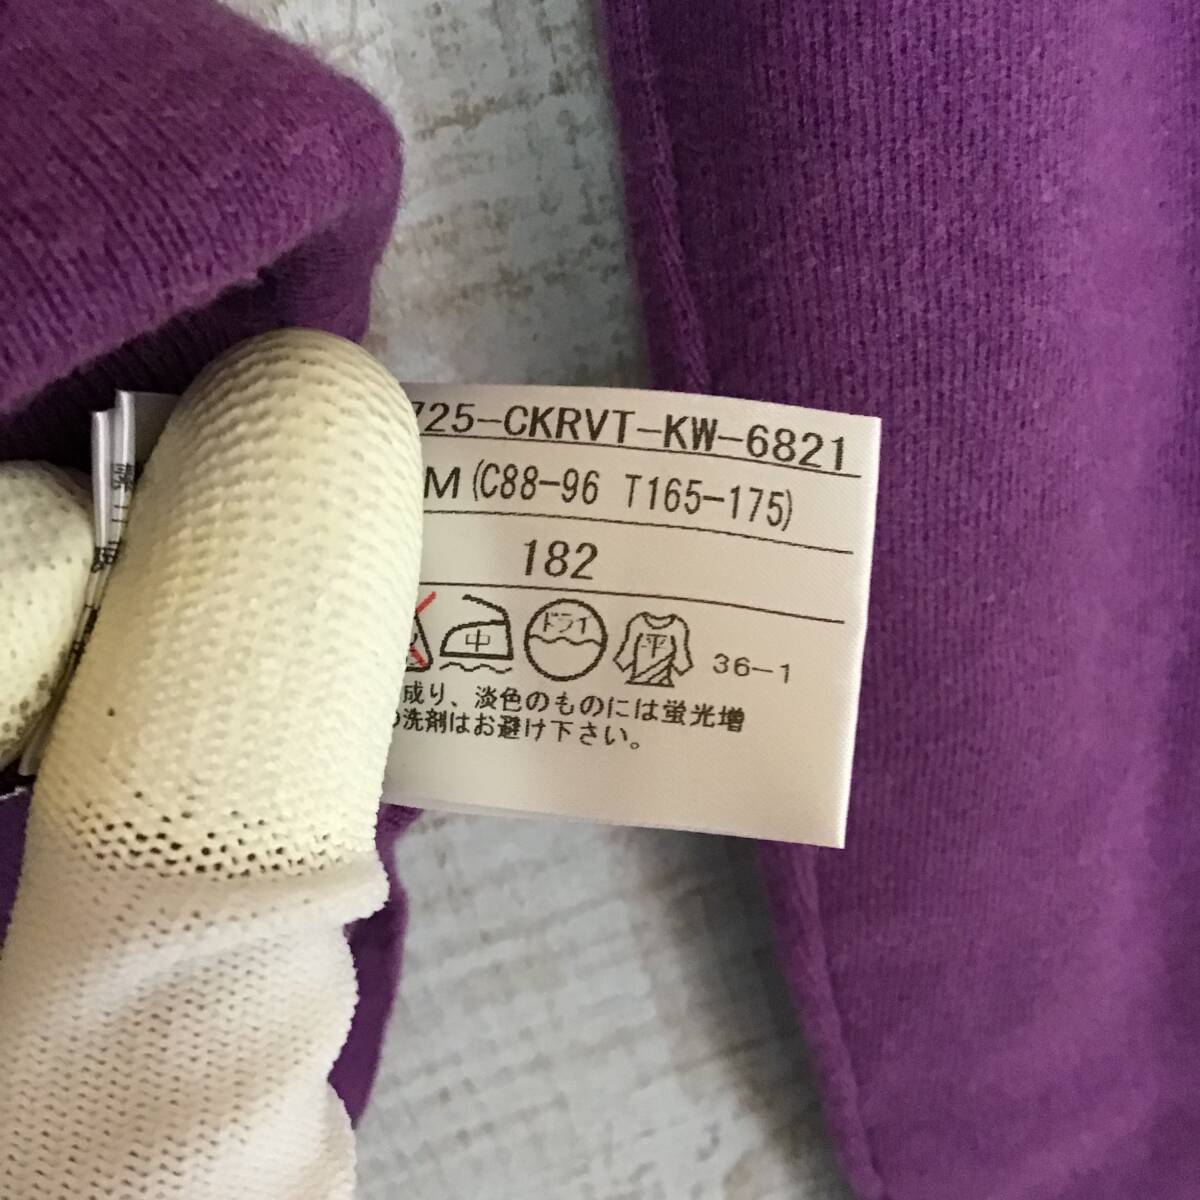 725-CKRVT-KW-6821
M (C88-96 T165-175)
182
中 ドライ 平 36-1
成り、淡色のものには蛍光増
の洗剤はお避け下さい。